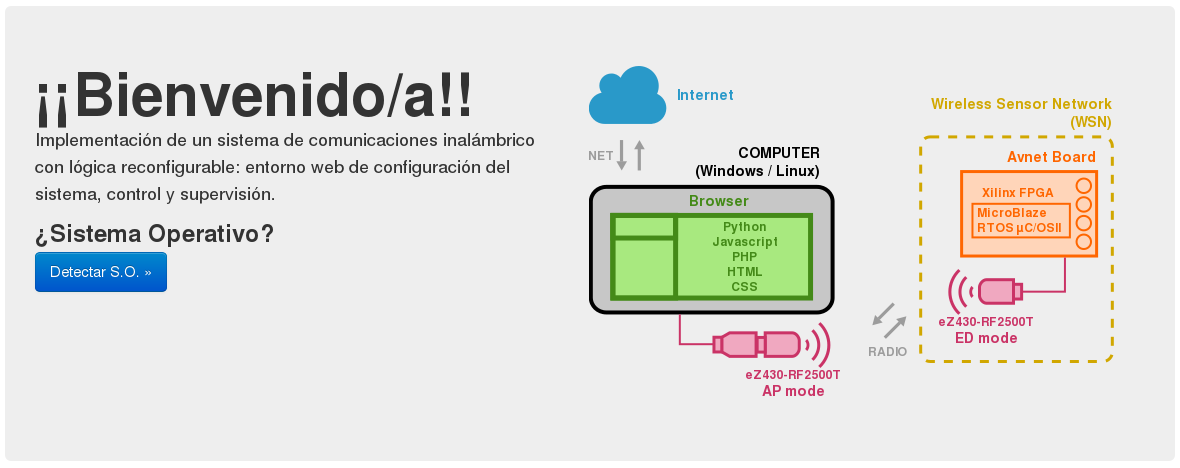 ¡¡Bienvenido/a!!
Implementación de un sistema de comunicaciones inalámbrico
con lógica reconfigurable: entorno web de configuración del
sistema, control y supervisión.
¿Sistema Operativo?
Detectar S.O. »
Internet
NET
COMPUTER
(Windows / Linux)
Browser
Python
Javascript
PHP
HTML
CSS
eZ430-RF2500T
AP mode
RADIO
Wireless Sensor Network
(WSN)
Avnet Board
Xilinx FPGA
MicroBlaze
RTOS µC/OSII
eZ430-RF2500T
ED mode